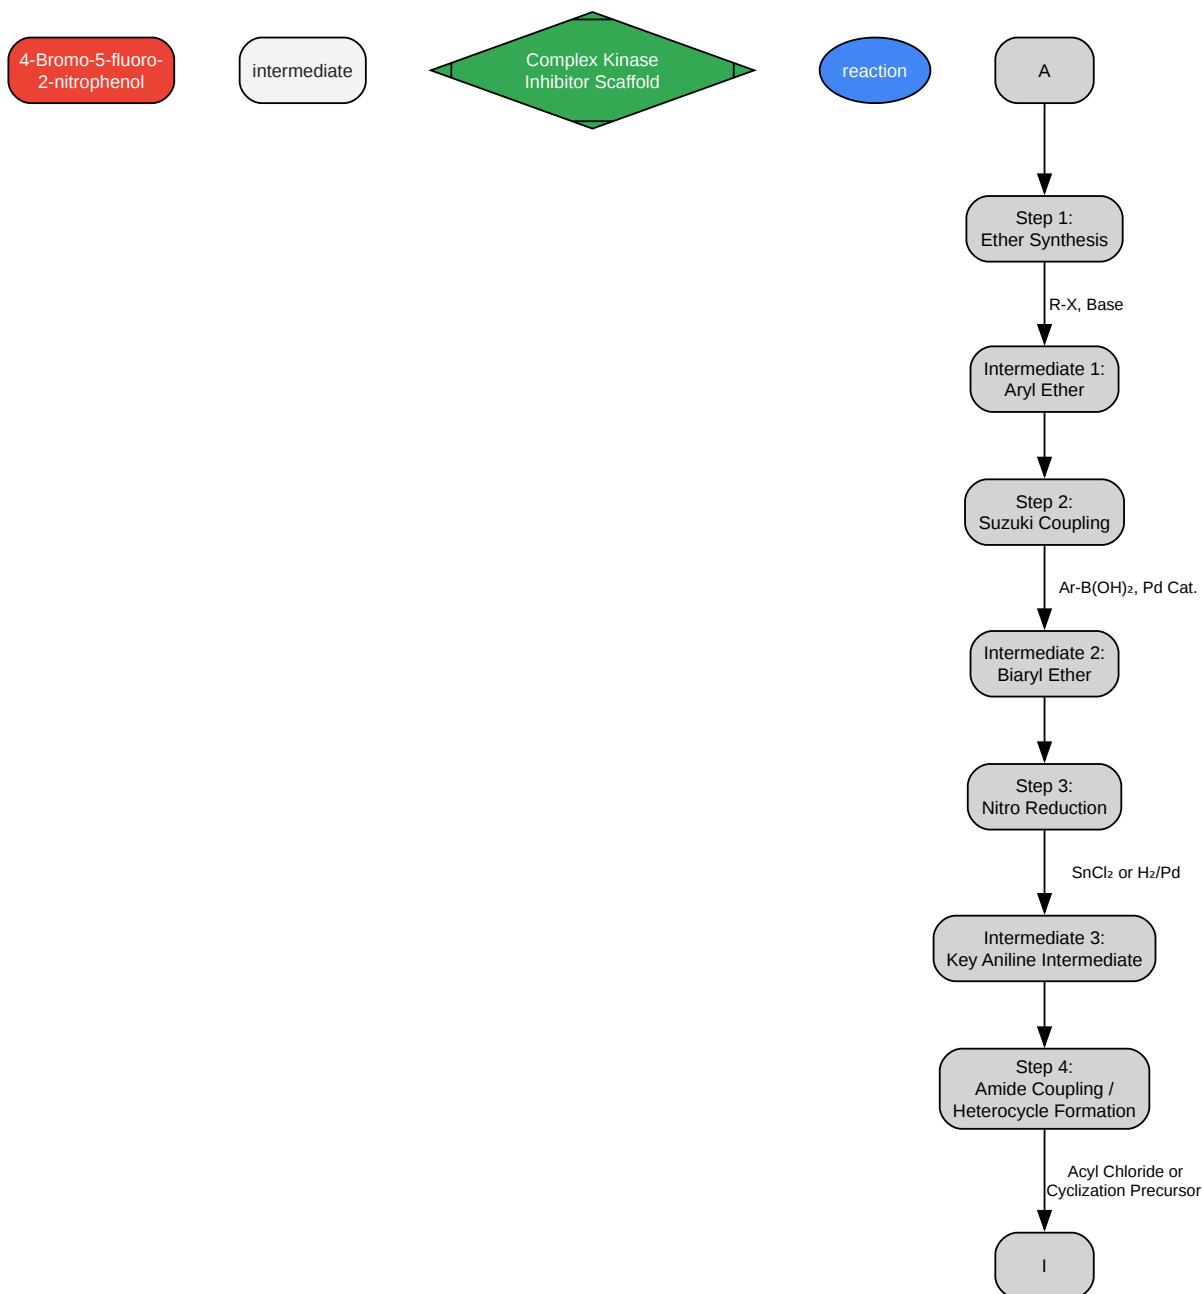 4-Bromo-5-fluoro-
2-nitrophenol
intermediate
Complex Kinase
Inhibitor Scaffold
reaction
A
Step 1:
Ether Synthesis
R-X, Base
Intermediate 1:
Aryl Ether
Step 2:
Suzuki Coupling
Ar-B(OH)₂, Pd Cat.
Intermediate 2:
Biaryl Ether
Step 3:
Nitro Reduction
SnCl₂ or H₂/Pd
Intermediate 3:
Key Aniline Intermediate
Step 4:
Amide Coupling /
Heterocycle Formation
Acyl Chloride or
Cyclization Precursor
I